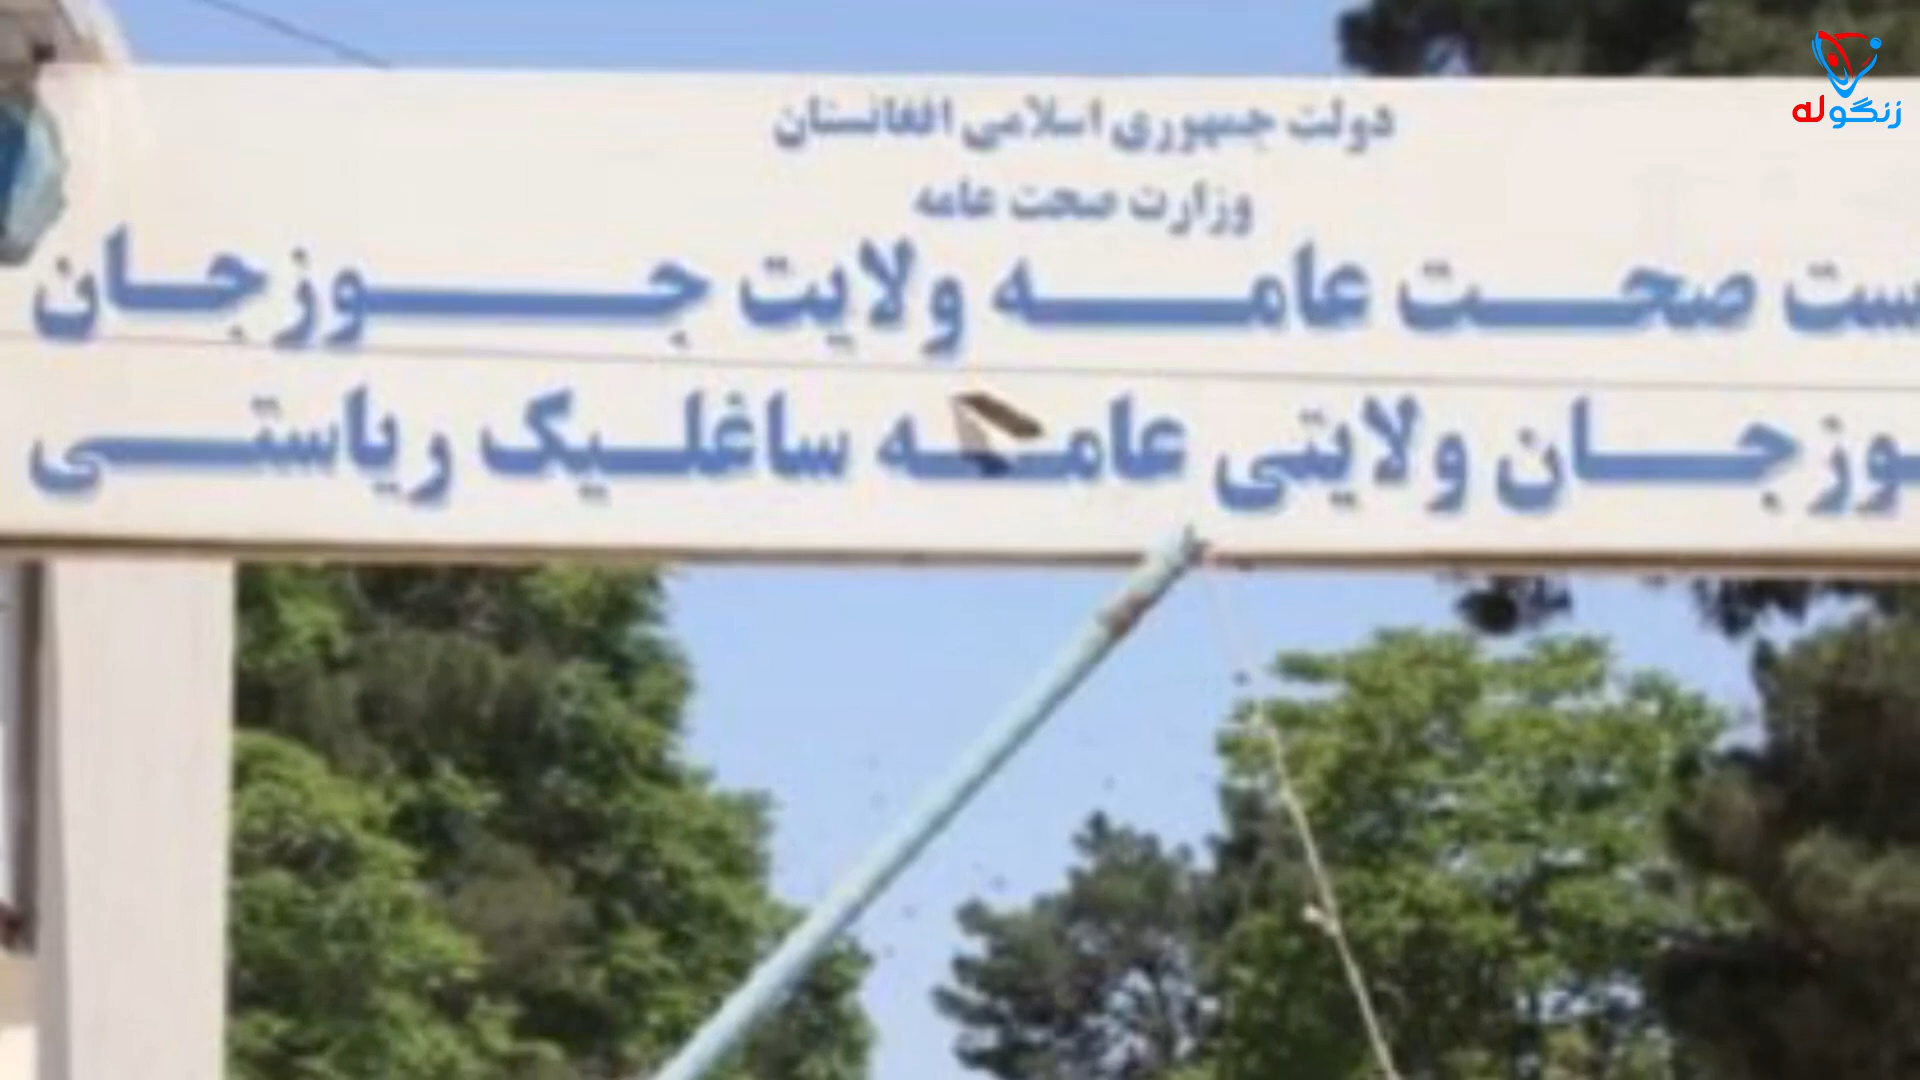 زنگوله
دولت جمهوری اسلامی افغانستان
وزارت صحت عامه
ست صحت عامه ولایت جوزجان
وزجان ولایتی عامه ساغلیک ریاستی